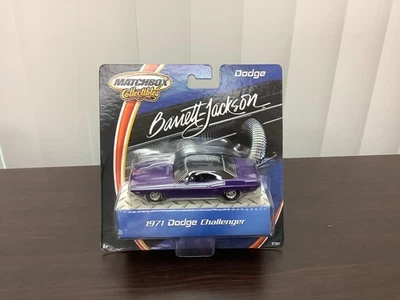 MATCHBOX
Collectibles
Dodge
Barrett-Jackson
1971 Dodge Challenger